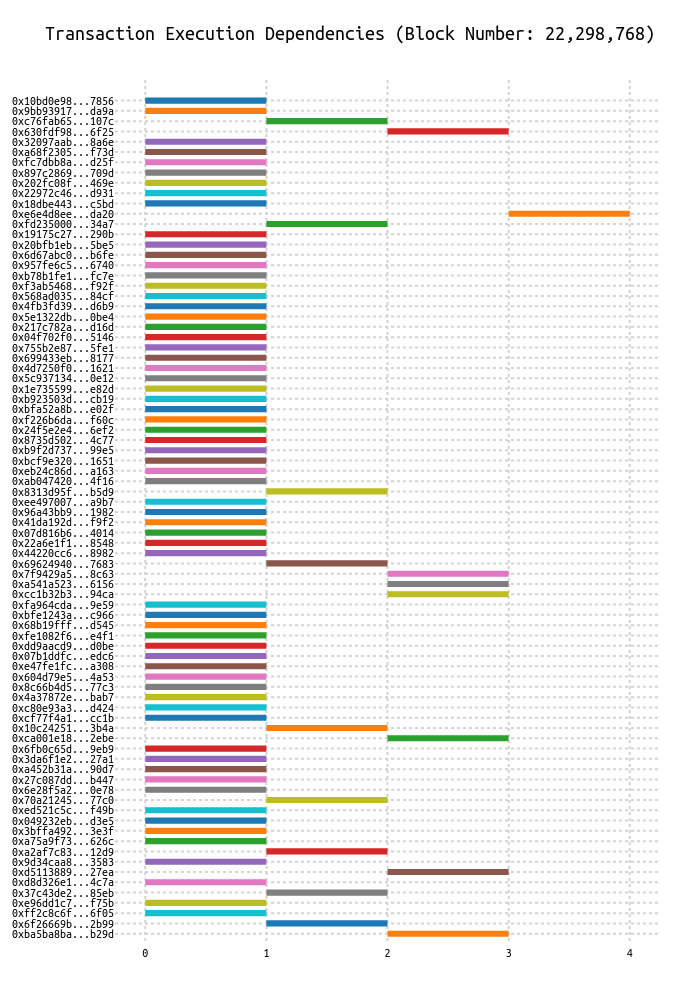 Transaction Execution Dependencies (Block Number: 22,298,768)
0x10bd0e98...7856
0x9bb93917...da9a
0xc76fab65...107c
0x630fdf98...6f25
0x32097aab...8a6e
0xa68f2305...f73d
0xfc7dbb8a...d25f
0x897c2869...709d
0x202fc08f...469e
0x22972c46...d931
0x18dbe443...c5bd
0xe6e4d8ee...da20
0xfd235000...34a7
0x19175c27...290b
0x20bfb1eb...5be5
0x6d67abc0...b6fe
0x957fe6c5...6740
0xb78b1fe1...fc7e
0xf3ab5468...f92f
0x568ad035...84cf
0x4fb3fd39...d6b9
0x5e1322db...0be4
0x217c782a...d16d
0x04f702f0...5146
0x755b2e87...5fe1
0x699433eb...8177
0x4d7250f0...1621
0x5c937134...0e12
0x1e735599...e82d
0xb923503d...cb19
0xbfa52a8b...e02f
0xf226b6da...f60c
0x24f5e2e4...6ef2
0x8735d502...4c77
0xb9f2d737...99e5
0xbcf9e320...1651
0xeb24c86d...a163
0xab047420...4f16
0x8313d95f...b5d9
0xee497007...a9b7
0x96a43bb9...1982
0x41da192d...f9f2
0x07d816b6...4014
0x22a6e1f1...8548
0x44220cc6...8982
0x69624940...7683
0x7f9429a5...8c63
0xa541a523...6156
0xcc1b32b3...94ca
0xfa964cda...9e59
0xbfe1243a...c966
0x68b19fff...d545
0xfe1082f6...e4f1
0xdd9aacd9...d0be
0x07b1ddfc...edc6
0xe47fe1fc...a308
0x604d79e5...4a53
0x8c66b4d5...77c3
0x4a37872e...bab7
0xc80e93a3...d424
0xcf77f4a1...cc1b
0x10c24251...3b4a
0xca001e18...2ebe
0x6fb0c65d...9eb9
0x3da6f1e2...27a1
0xa452b31a...90d7
0x27c087dd...b447
0x6e28f5a2...0e78
0x70a21245...77c0
0xed521c5c...f49b
0x049232eb...d3e5
0x3bffa492...3e3f
0xa75a9f73...626c
0xa2af7c83...12d9
0x9d34caa8...3583
0xd5113889...27ea
0xd8d326e1...4c7a
0x37c43de2...85eb
0xe96dd1c7...f75b
0xff2c8c6f...6f05
0x6f26669b...2b99
0xba5ba8ba...b29d
0 1 2 3 4